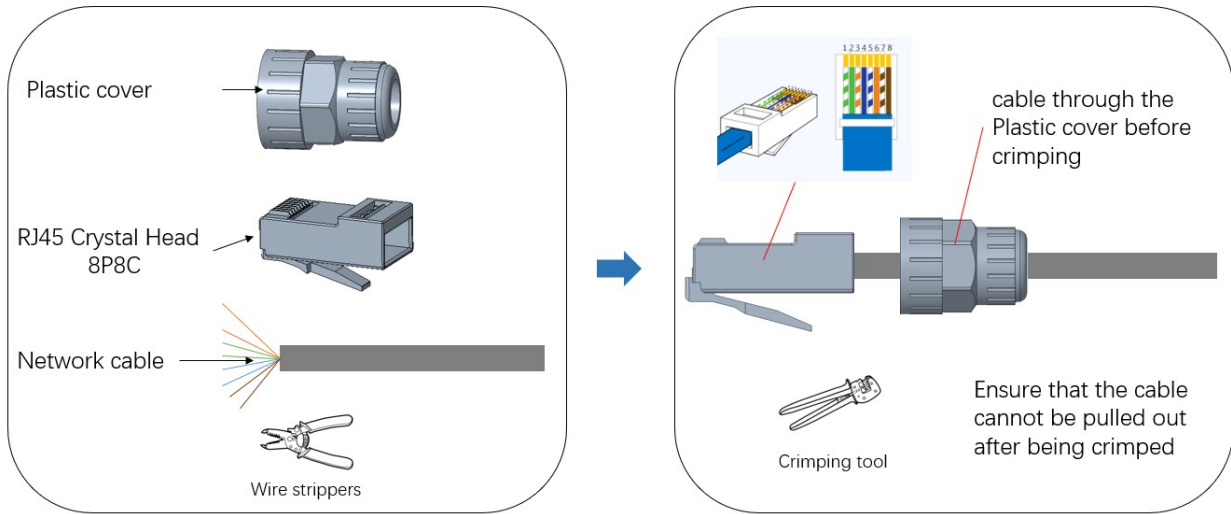 Plastic cover
RJ45 Crystal Head
8P8C
Network cable
Wire strippers
12345678
cable through the
Plastic cover before
crimping
Crimping tool
Ensure that the cable
cannot be pulled out
after being crimped